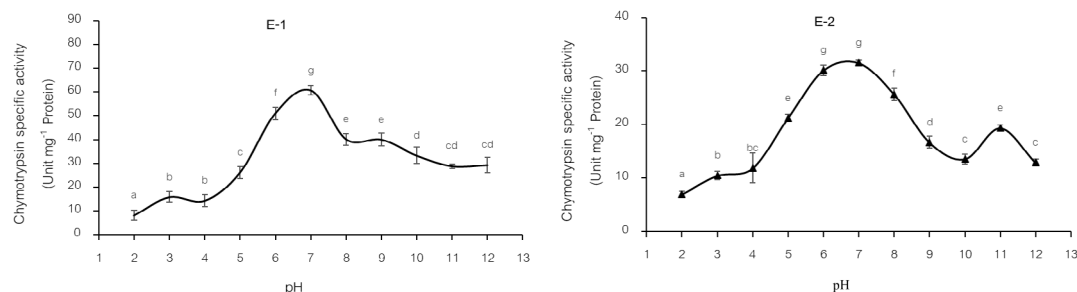 E-1
Chymotrypsin specific activity
(Unit mg⁻¹ Protein)
90
80
70
60
50
40
30
20
10
0
a
b
b
c
f
g
e
e
d
cd
cd
1 2 3 4 5 6 7 8 9 10 11 12 13
pH
E-2
Chymotrypsin specific activity
(Unit mg⁻¹ Protein)
40
30
20
10
0
a
b
bc
e
g
g
f
d
c
e
c
1 2 3 4 5 6 7 8 9 10 11 12 13
pH